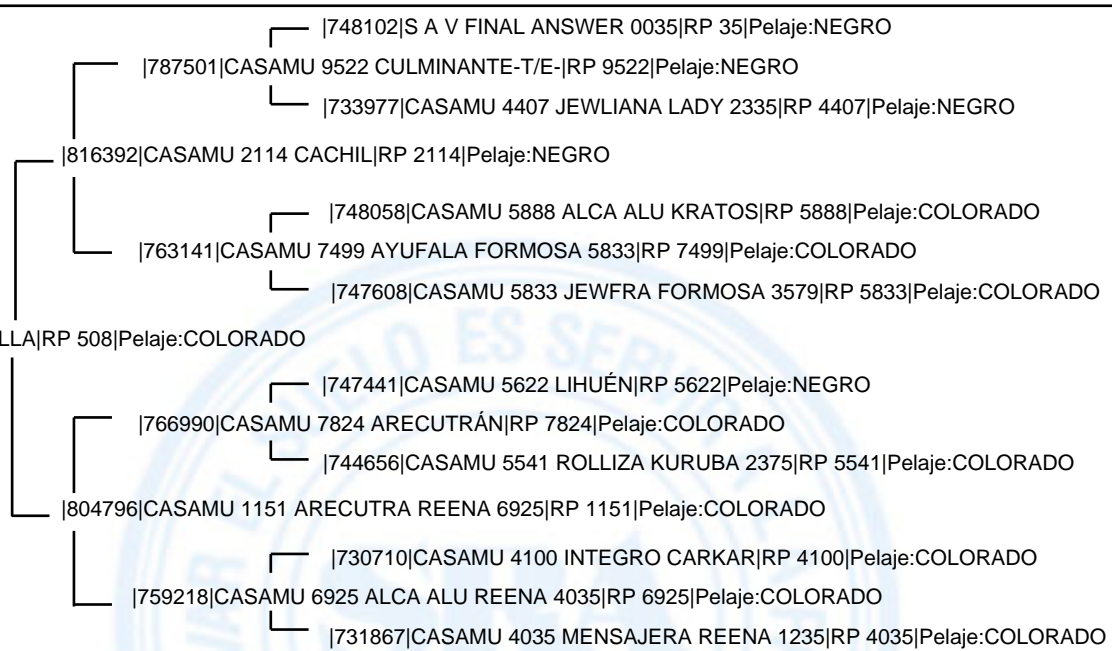 |748102|S A V FINAL ANSWER 0035|RP 35|Pelaje:NEGRO
|787501|CASAMU 9522 CULMINANTE-T/E-|RP 9522|Pelaje:NEGRO
|733977|CASAMU 4407 JEWLIANA LADY 2335|RP 4407|Pelaje:NEGRO
|816392|CASAMU 2114 CACHIL|RP 2114|Pelaje:NEGRO
|748058|CASAMU 5888 ALCA ALU KRATOS|RP 5888|Pelaje:COLORADO
|763141|CASAMU 7499 AYUFALA FORMOSA 5833|RP 7499|Pelaje:COLORADO
|747608|CASAMU 5833 JEWFRA FORMOSA 3579|RP 5833|Pelaje:COLORADO
LLA|RP 508|Pelaje:COLORADO
|747441|CASAMU 5622 LIHUÉN|RP 5622|Pelaje:NEGRO
|766990|CASAMU 7824 ARECUTRÁN|RP 7824|Pelaje:COLORADO
|744656|CASAMU 5541 ROLLIZA KURUBA 2375|RP 5541|Pelaje:COLORADO
|804796|CASAMU 1151 ARECUTRA REENA 6925|RP 1151|Pelaje:COLORADO
|730710|CASAMU 4100 INTEGRO CARKAR|RP 4100|Pelaje:COLORADO
|759218|CASAMU 6925 ALCA ALU REENA 4035|RP 6925|Pelaje:COLORADO
|731867|CASAMU 4035 MENSAJERA REENA 1235|RP 4035|Pelaje:COLORADO